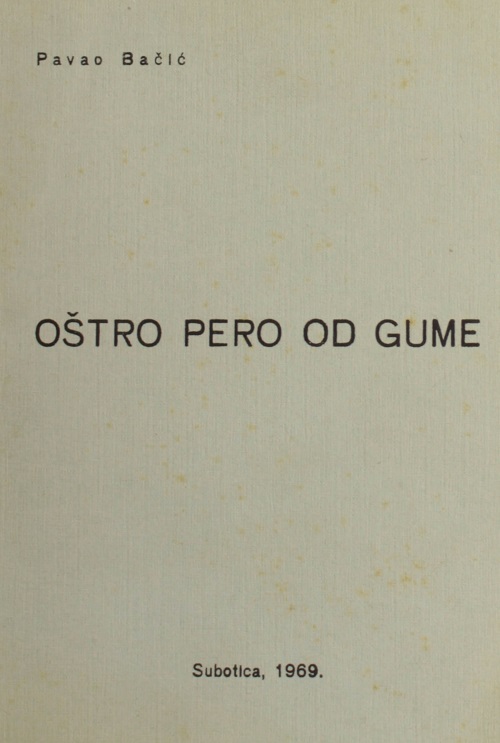 Pavao Bačić
OŠTRO PERO OD GUME
Subotica, 1969.